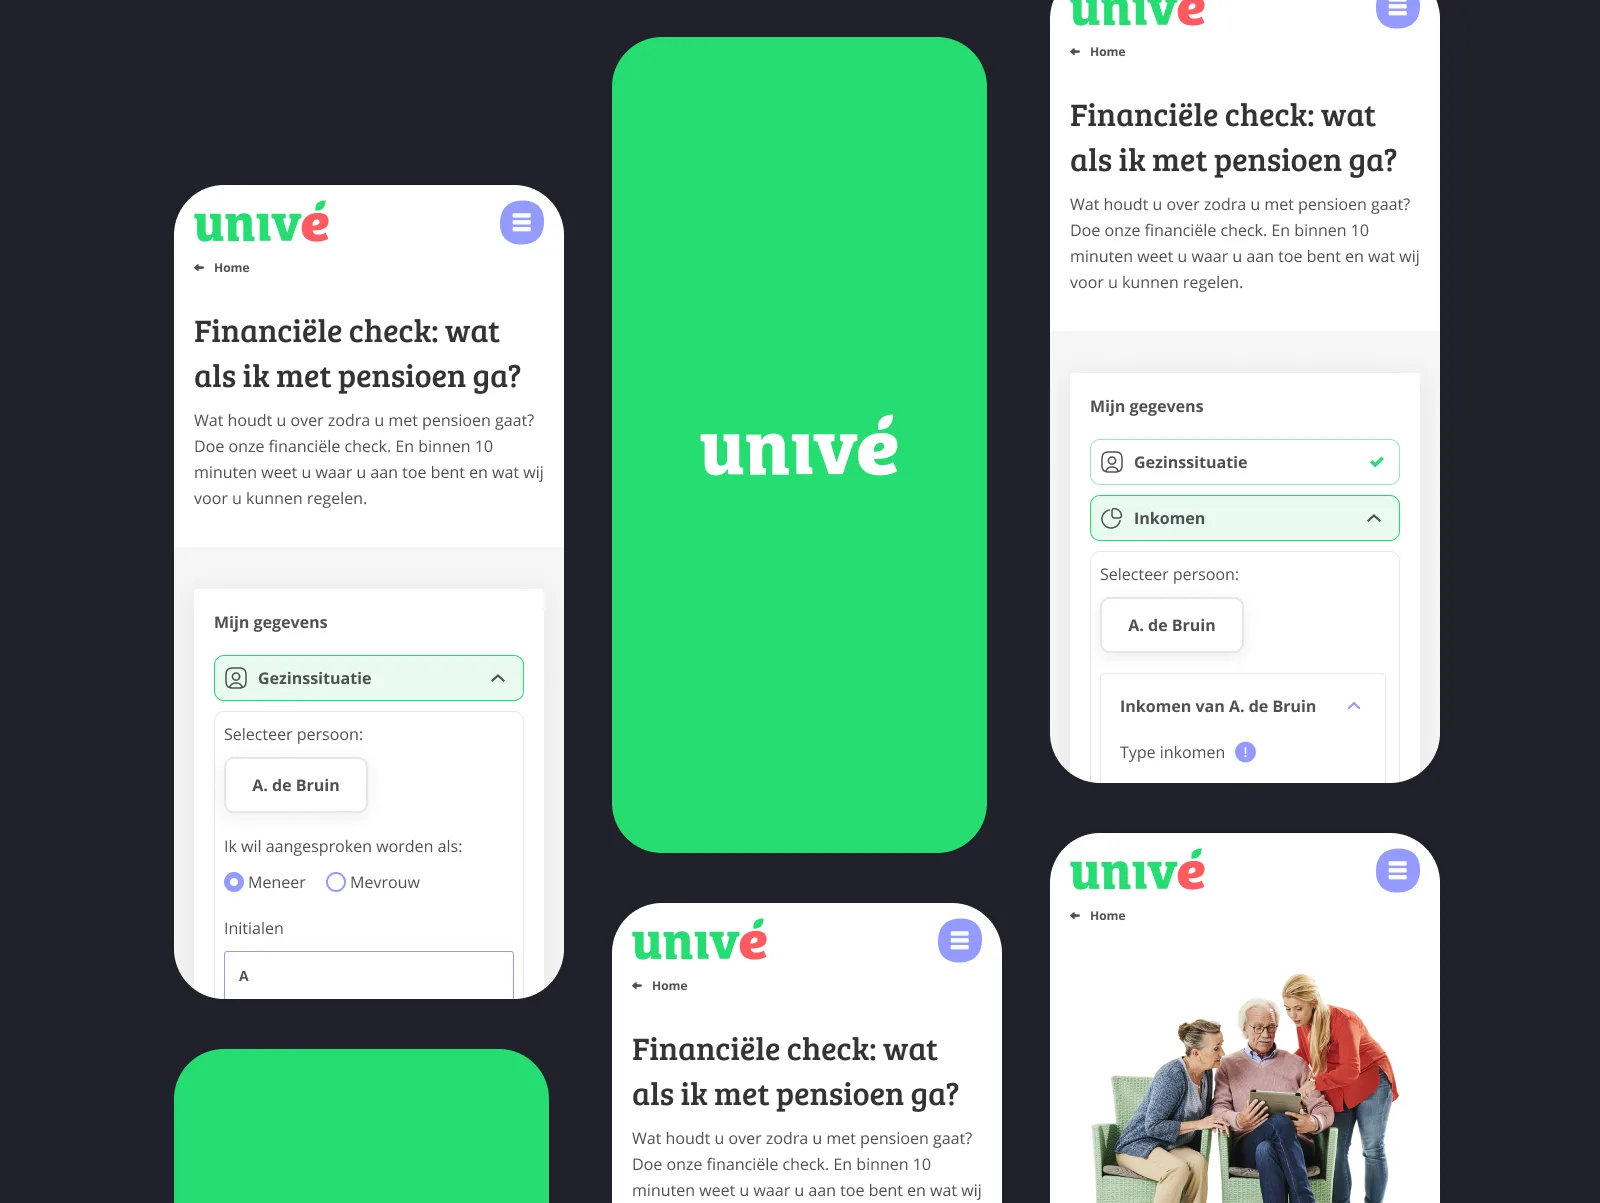 univé
Home
Financiële check: wat
als ik met pensioen ga?
Wat houdt u over zodra u met pensioen gaat?
Doe onze financiële check. En binnen 10
minuten weet u waar u aan toe bent en wat wij
voor u kunnen regelen.
Mijn gegevens
Gezinssituatie
Selecteer persoon:
A. de Bruin
Ik wil aangesproken worden als:
Meneer Mevrouw
Initialen
A
univé
univé
Home
Financiële check: wat
als ik met pensioen ga?
Wat houdt u over zodra u met pensioen gaat?
Doe onze financiële check. En binnen 10
minuten weet u waar u aan toe bent en wat wij
univé
Home
Financiële check: wat
als ik met pensioen ga?
Wat houdt u over zodra u met pensioen gaat?
Doe onze financiële check. En binnen 10
minuten weet u waar u aan toe bent en wat wij
voor u kunnen regelen.
Mijn gegevens
Gezinssituatie
Inkomen
Selecteer persoon:
A. de Bruin
Inkomen van A. de Bruin
Type inkomen !
univé
Home